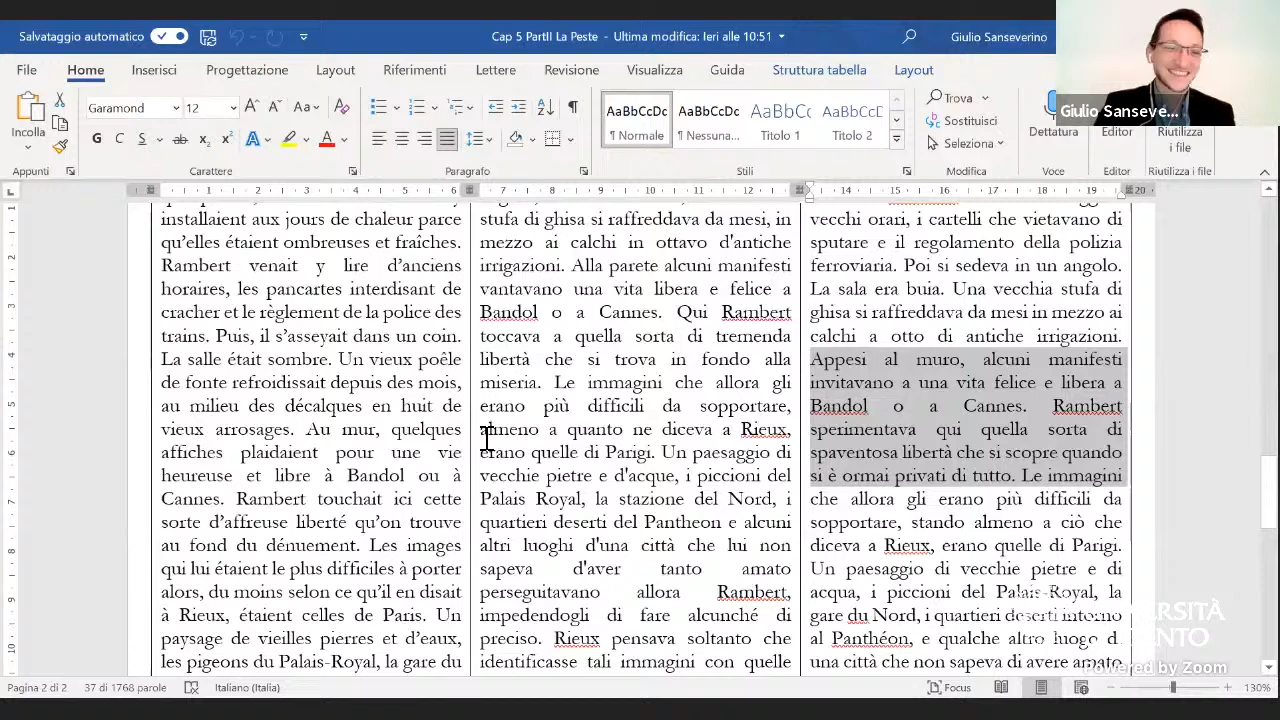 Salvataggio automatico
Cap 5 PartII La Peste - Ultima modifica: Ieri alle 10:51
Giulio Sanseverino
File Home Inserisci Progettazione Layout Riferimenti Lettere Revisione Visualizza Guida Struttura tabella Layout
Giulio Sanseve...
Incolla
Garamond 12
AaBbCcDc AaBbCcDc AaBbCc AaBbCcD
¶ Normale ¶ Nessuna... Titolo 1 Titolo 2
Trova
Sostituisci
Seleziona
Dettatura
Editor
Riutilizza
i file
Appunti Carattere Paragrafo Stili Modifica Voce Editor Riutilizza i file
installaient aux jours de chaleur parce
qu'elles étaient ombreuses et fraîches.
Rambert venait y lire d'anciens
horaires, les pancartes interdisant de
cracher et le règlement de la police des
trains. Puis, il s'asseyait dans un coin.
La salle était sombre. Un vieux poêle
de fonte refroidissait depuis des mois,
au milieu des décalques en huit de
vieux arrosages. Au mur, quelques
affiches plaidaient pour une vie
heureuse et libre à Bandol ou à
Cannes. Rambert touchait ici cette
sorte d'affreuse liberté qu'on trouve
au fond du dénuement. Les images
qui lui étaient le plus difficiles à porter
alors, du moins selon ce qu'il en disait
à Rieux, étaient celles de Paris. Un
paysage de vieilles pierres et d'eaux,
les pigeons du Palais-Royal, la gare du
stufa di ghisa si raffreddava da mesi, in
mezzo ai calchi in ottavo d'antiche
irrigazioni. Alla parete alcuni manifesti
vantavano una vita libera e felice a
Bandol o a Cannes. Qui Rambert
toccava a quella sorta di tremenda
libertà che si trova in fondo alla
miseria. Le immagini che allora gli
erano più difficili da sopportare,
almeno a quanto ne diceva a Rieux,
erano quelle di Parigi. Un paesaggio di
vecchie pietre e d'acque, i piccioni del
Palais Royal, la stazione del Nord, i
quartieri deserti del Pantheon e alcuni
altri luoghi d'una città che lui non
sapeva d'aver tanto amato
perseguitavano allora Rambert,
impedendogli di fare alcunché di
preciso. Rieux pensava soltanto che
identificasse tali immagini con quelle
vecchi orari, i cartelli che vietavano di
sputare e il regolamento della polizia
ferroviaria. Poi si sedeva in un angolo.
La sala era buia. Una vecchia stufa di
ghisa si raffreddava da mesi in mezzo ai
calchi a otto di antiche irrigazioni.
Appesi al muro, alcuni manifesti
invitavano a una vita felice e libera a
Bandol o a Cannes. Rambert
sperimentava qui quella sorta di
spaventosa libertà che si scopre quando
si è ormai privati di tutto. Le immagini
che allora gli erano più difficili da
sopportare, stando almeno a ciò che
diceva a Rieux, erano quelle di Parigi.
Un paesaggio di vecchie pietre e di
acqua, i piccioni del Palais-Royal, la
gare du Nord, i quartieri deserti intorno
al Panthéon, e qualche altro luogo di
una città che non sapeva di avere amato
Powered by Zoom
Pagina 2 di 2 37 di 1768 parole Italiano (Italia) Focus 130%